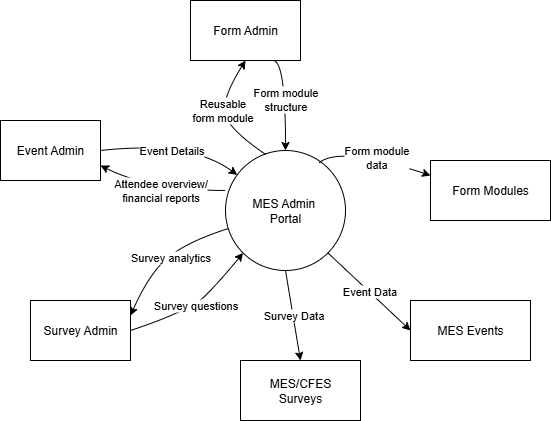 Form Admin
Reusable
form module
Form module
structure
Event Admin
Event Details
Attendee overview/
financial reports
MES Admin
Portal
Form module
data
Form Modules
Survey analytics
Survey questions
Survey Admin
Survey Data
Event Data
MES Events
MES/CFES
Surveys